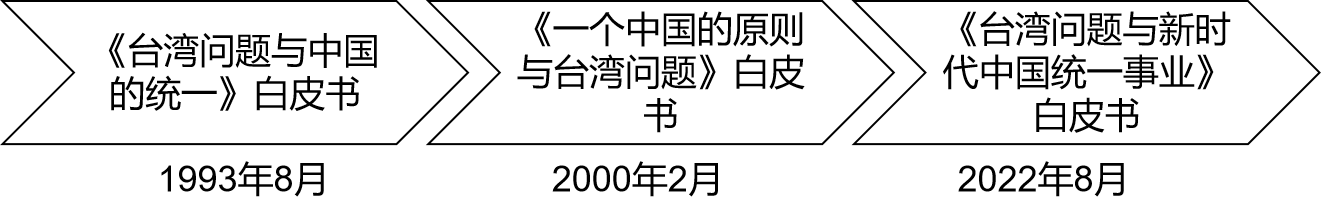 《台湾问题与中国
的统一》白皮书
《一个中国的原则
与台湾问题》白皮
书
《台湾问题与新时
代中国统一事业》
白皮书
1993年8月
2000年2月
2022年8月